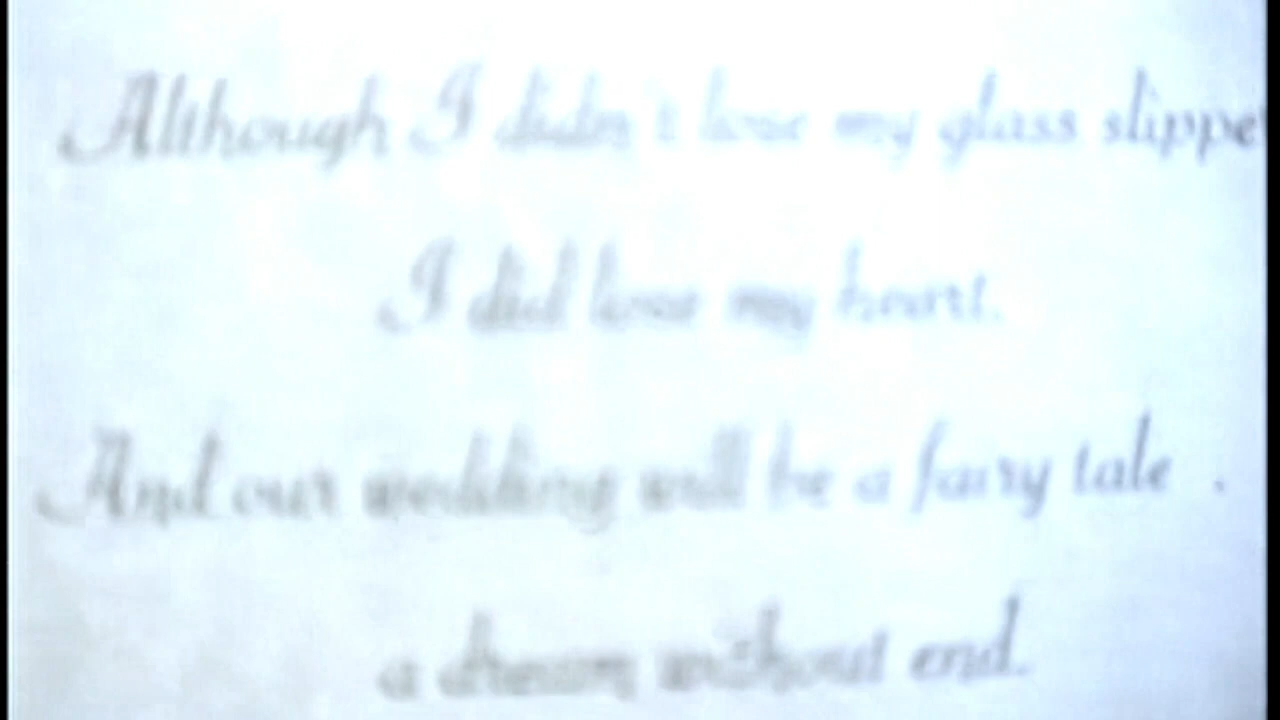 Although I didn't lose my glass slippe
I did lose my heart.
And our wedding will be a fairy tale .
a dream without end.